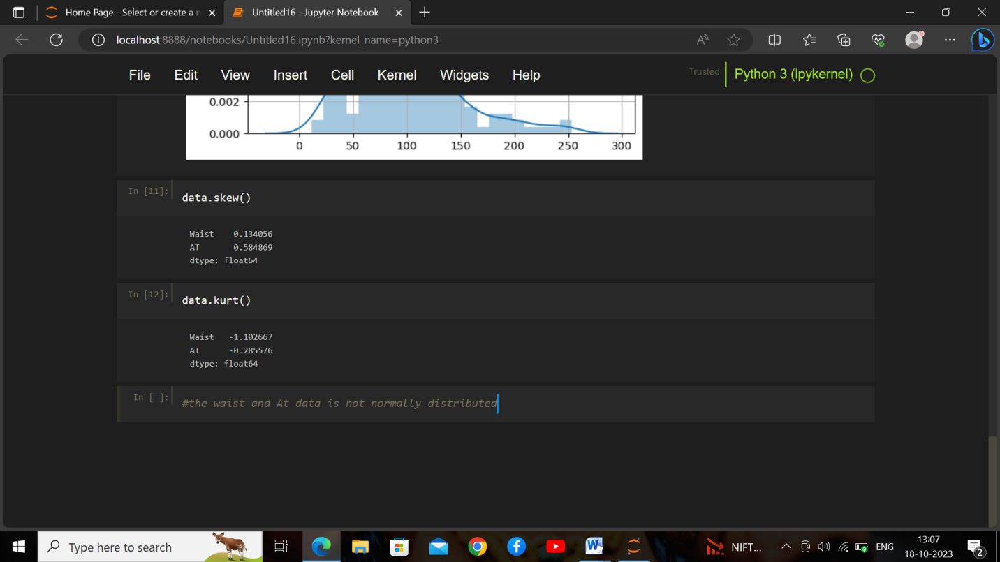 Home Page - Select or create a n
Untitled16 - Jupyter Notebook
localhost:8888/notebooks/Untitled16.ipynb?kernel_name=python3
File Edit View Insert Cell Kernel Widgets Help
Trusted
Python 3 (ipykernel)
0.002
0.000
0 50 100 150 200 250 300
In [11]:
data.skew()
Waist 0.134056
AT 0.584869
dtype: float64
In [12]:
data.kurt()
Waist -1.102667
AT -0.285576
dtype: float64
In [ ]:
#the waist and At data is not normally distributed
Type here to search
NIFT...
ENG
13:07
18-10-2023
2